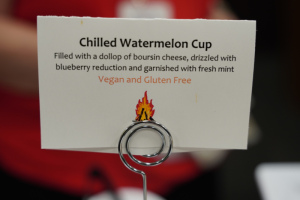 Chilled Watermelon Cup
Filled with a dollop of boursin cheese, drizzled with
blueberry reduction and garnished with fresh mint
Vegan and Gluten Free